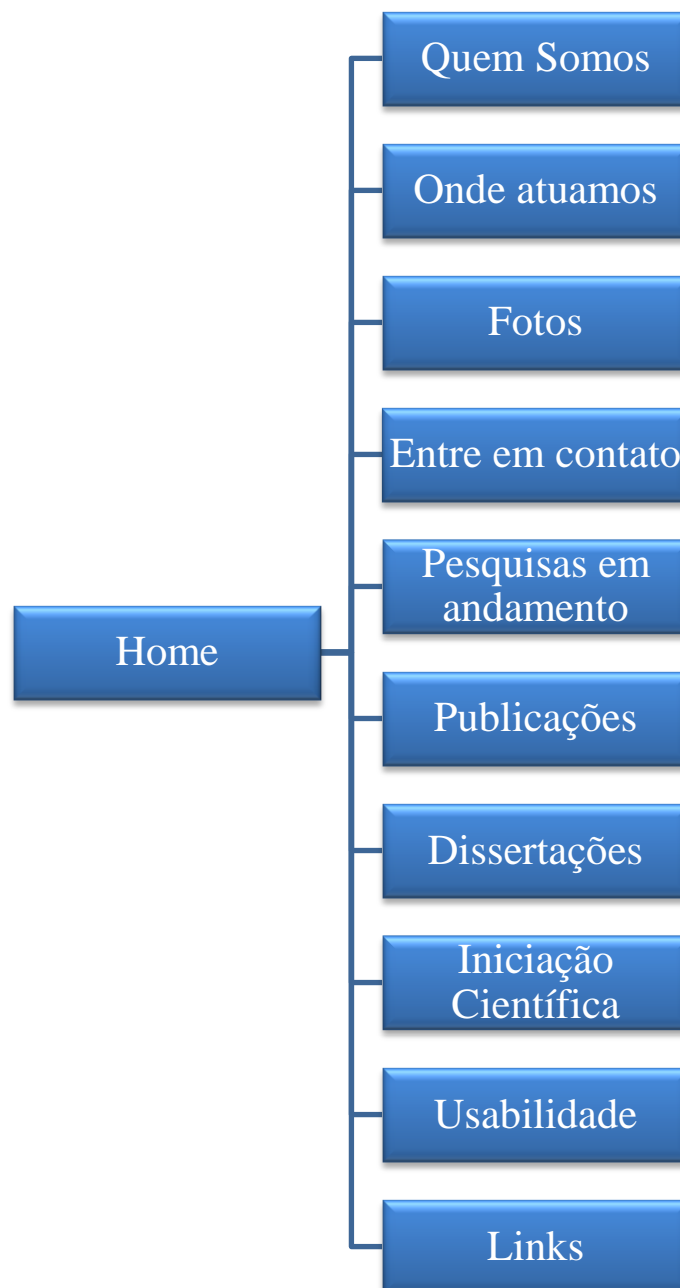 Quem Somos
Onde atuamos
Fotos
Entre em contato
Pesquisas em
andamento
Home
Publicações
Dissertações
Iniciação
Científica
Usabilidade
Links